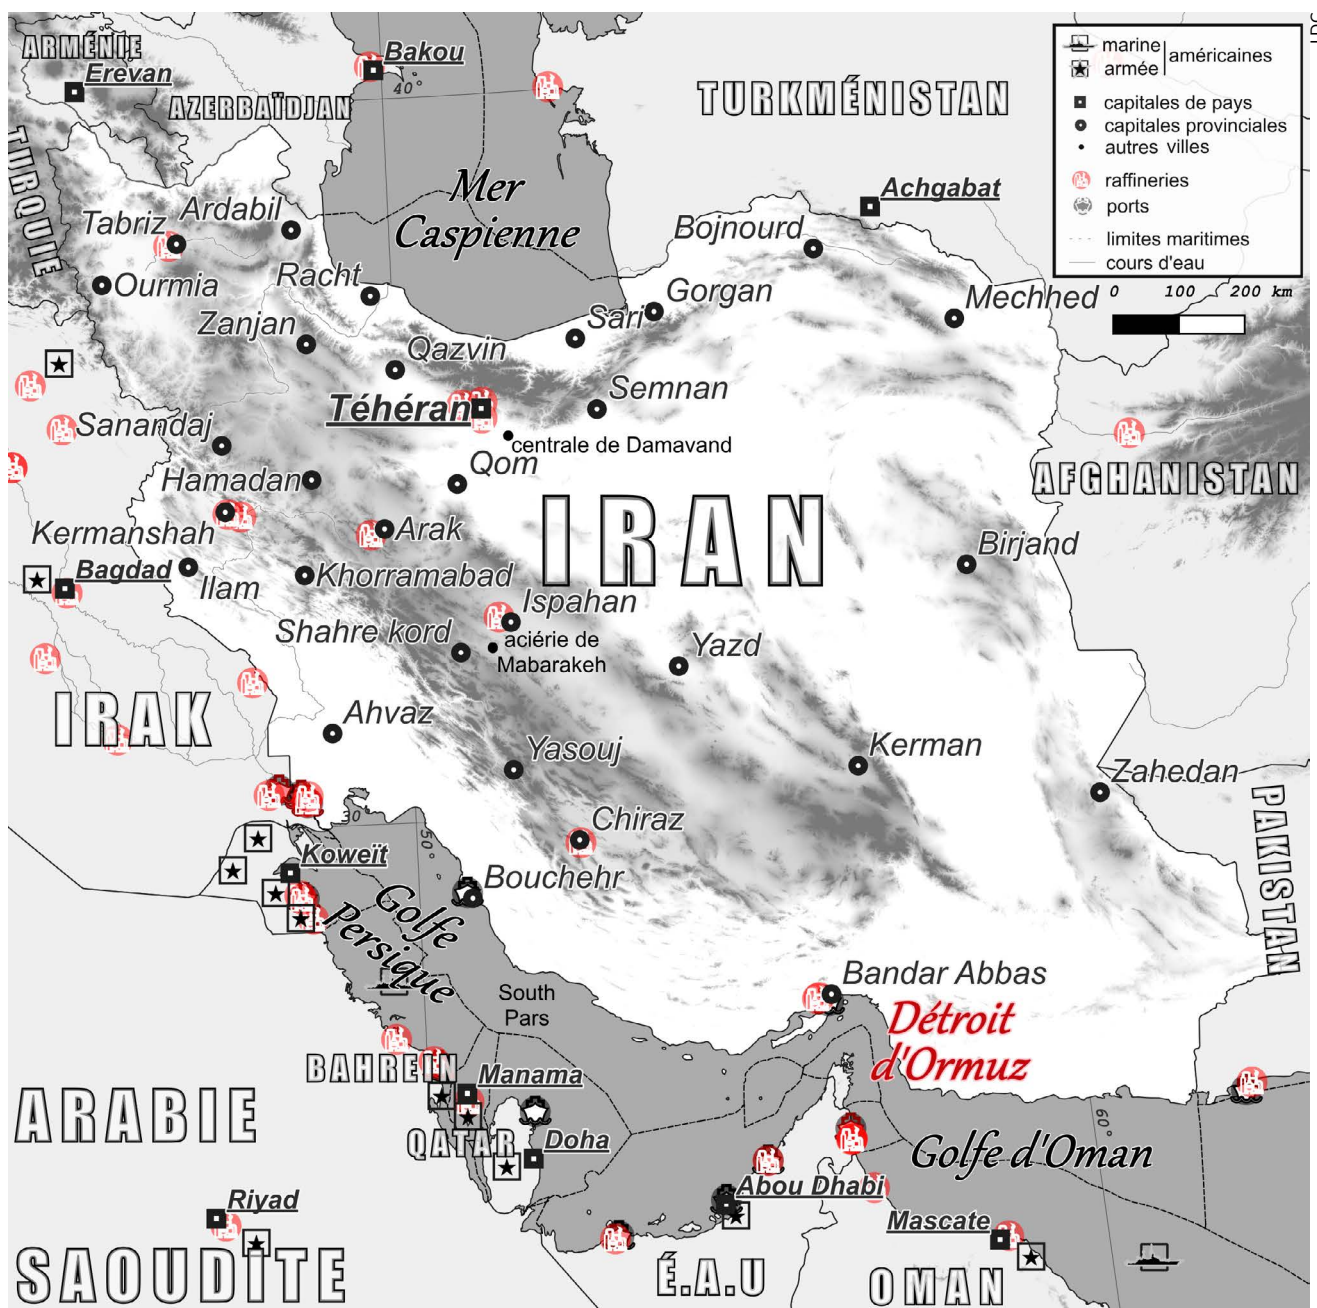 ARMÉNIE
Erevan
AZERBAÏDJAN
Bakou
40°
TURKMÉNISTAN
marine
armée
américaines
capitales de pays
capitales provinciales
autres villes
raffineries
ports
limites maritimes
cours d'eau
0 100 200 km
TURQUIE
Mer
Caspienne
Achgabat
Tabriz
Ardabil
Bojnourd
Ourmia
Racht
Gorgan
Mechhed
Zanjan
Sari
Qazvin
Semnan
Téhéran
Sanandaj
centrale de Damavand
Qom
Hamadan
AFGHANISTAN
IRAN
Kermanshah
Arak
Birjand
Bagdad
Ilam
Khorramabad
Ispahan
Shahre kord
aciérie de
Mabarakeh
Yazd
IRAK
Ahvaz
Yasouj
Kerman
Zahedan
PAKISTAN
30
50°
Chiraz
Koweït
Bouchehr
Golfe
Persique
South
Pars
Bandar Abbas
Détroit
d'Ormuz
BAHREIN
Manama
ARABIE
SAOUDITE
QATAR
Doha
60°
Golfe d'Oman
Abou Dhabi
Riyad
Mascate
É.A.U
OMAN